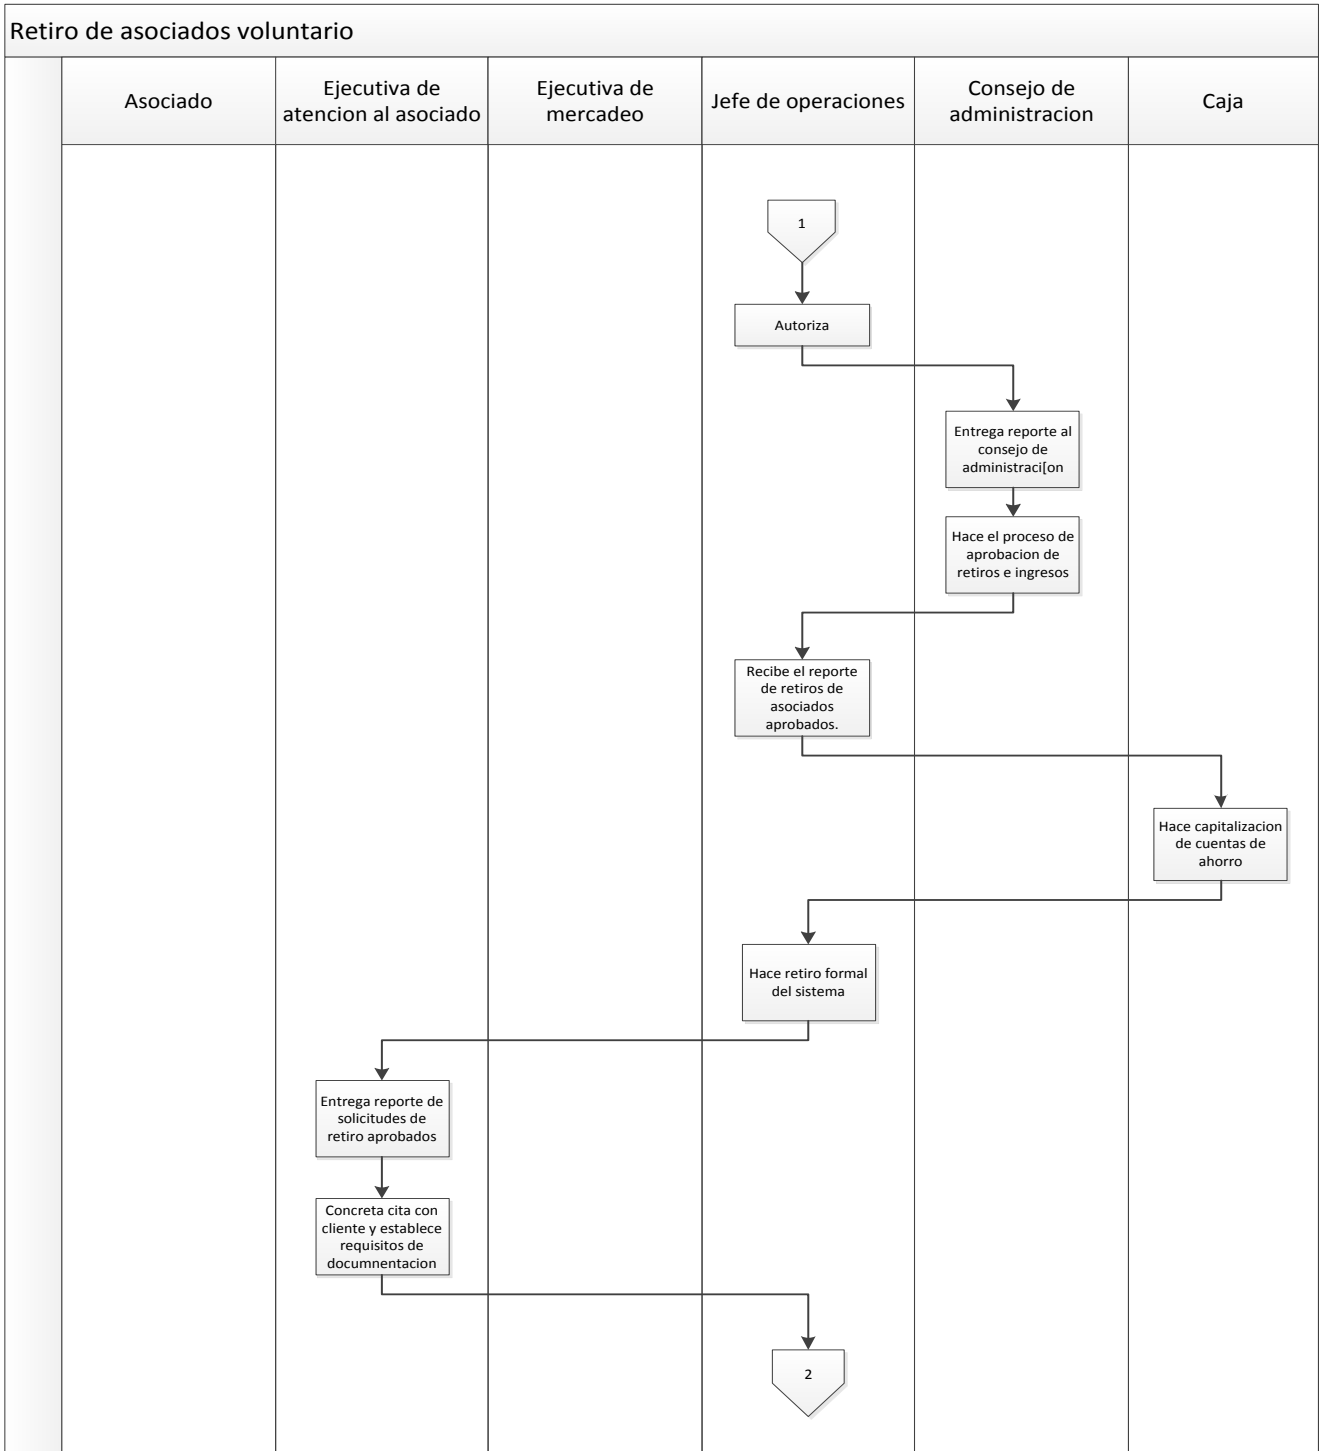 Retiro de asociados voluntario
Asociado
Ejecutiva de
atencion al asociado
Ejecutiva de
mercadeo
Jefe de operaciones
Consejo de
administracion
Caja
1
Autoriza
Entrega reporte al
consejo de
administraci[on
Hace el proceso de
aprobacion de
retiros e ingresos
Recibe el reporte
de retiros de
asociados
aprobados.
Hace capitalizacion
de cuentas de
ahorro
Hace retiro formal
del sistema
Entrega reporte de
solicitudes de
retiro aprobados
Concreta cita con
cliente y establece
requisitos de
documnentacion
2